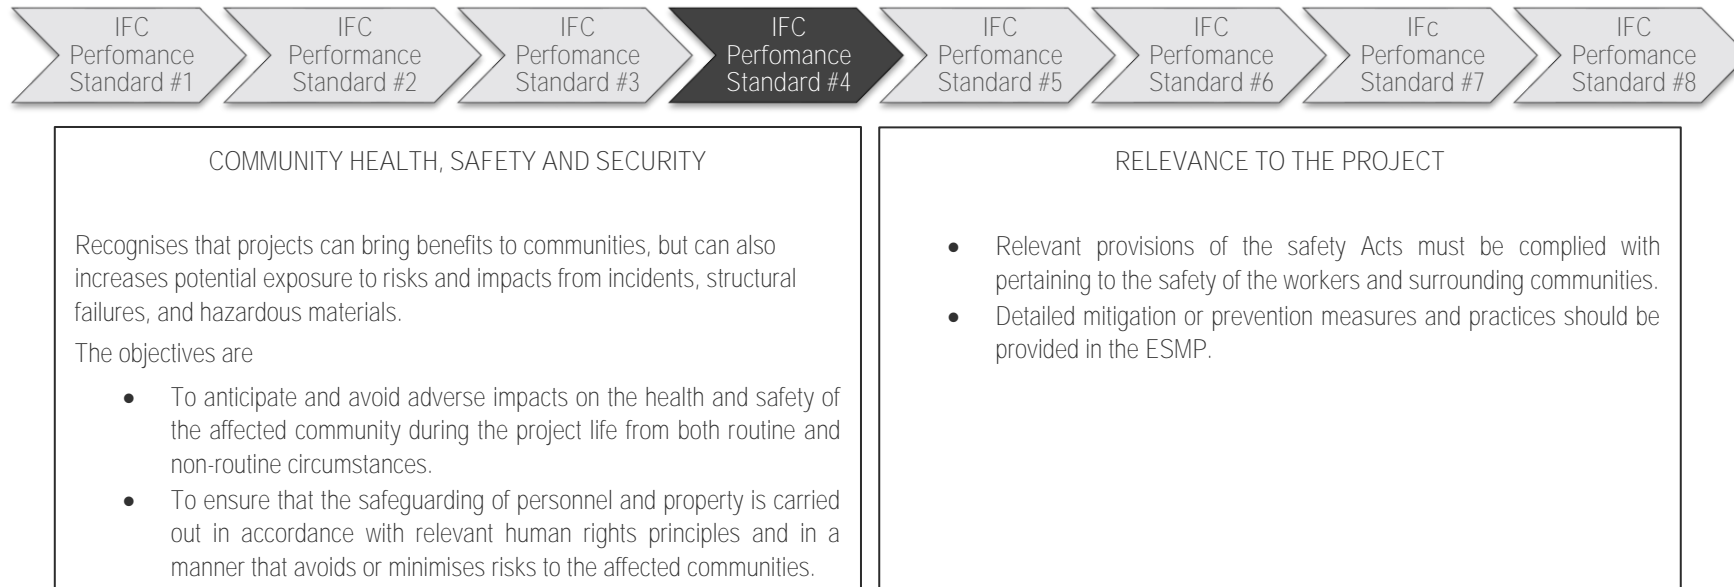 IFC
Perfomance
Standard #1
IFC
Performance
Standard #2
IFC
Perfomance
Standard #3
IFC
Perfomance
Standard #4
IFC
Perfomance
Standard #5
IFC
Perfomance
Standard #6
IFc
Perfomance
Standard #7
IFC
Perfomance
Standard #8
COMMUNITY HEALTH, SAFETY AND SECURITY
Recognises that projects can bring benefits to communities, but can also
increases potential exposure to risks and impacts from incidents, structural
failures, and hazardous materials.
The objectives are
• To anticipate and avoid adverse impacts on the health and safety of
the affected community during the project life from both routine and
non-routine circumstances.
• To ensure that the safeguarding of personnel and property is carried
out in accordance with relevant human rights principles and in a
manner that avoids or minimises risks to the affected communities.
RELEVANCE TO THE PROJECT
• Relevant provisions of the safety Acts must be complied with
pertaining to the safety of the workers and surrounding communities.
• Detailed mitigation or prevention measures and practices should be
provided in the ESMP.